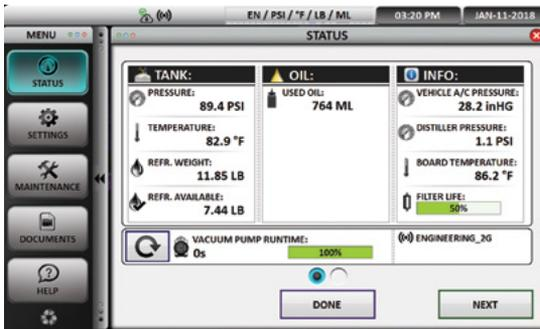 EN / PSI / °F / LB / ML
03:20 PM
JAN-11-2018
MENU
STATUS
STATUS
SETTINGS
MAINTENANCE
DOCUMENTS
HELP
TANK:
PRESSURE:
89.4 PSI
TEMPERATURE:
82.9 °F
REFR. WEIGHT:
11.85 LB
REFR. AVAILABLE:
7.44 LB
OIL:
USED OIL:
764 ML
INFO:
VEHICLE A/C PRESSURE:
28.2 inHG
DISTILLER PRESSURE:
1.1 PSI
BOARD TEMPERATURE:
86.2 °F
FILTER LIFE:
50%
VACUUM PUMP RUNTIME:
0s
100%
ENGINEERING_2G
DONE
NEXT